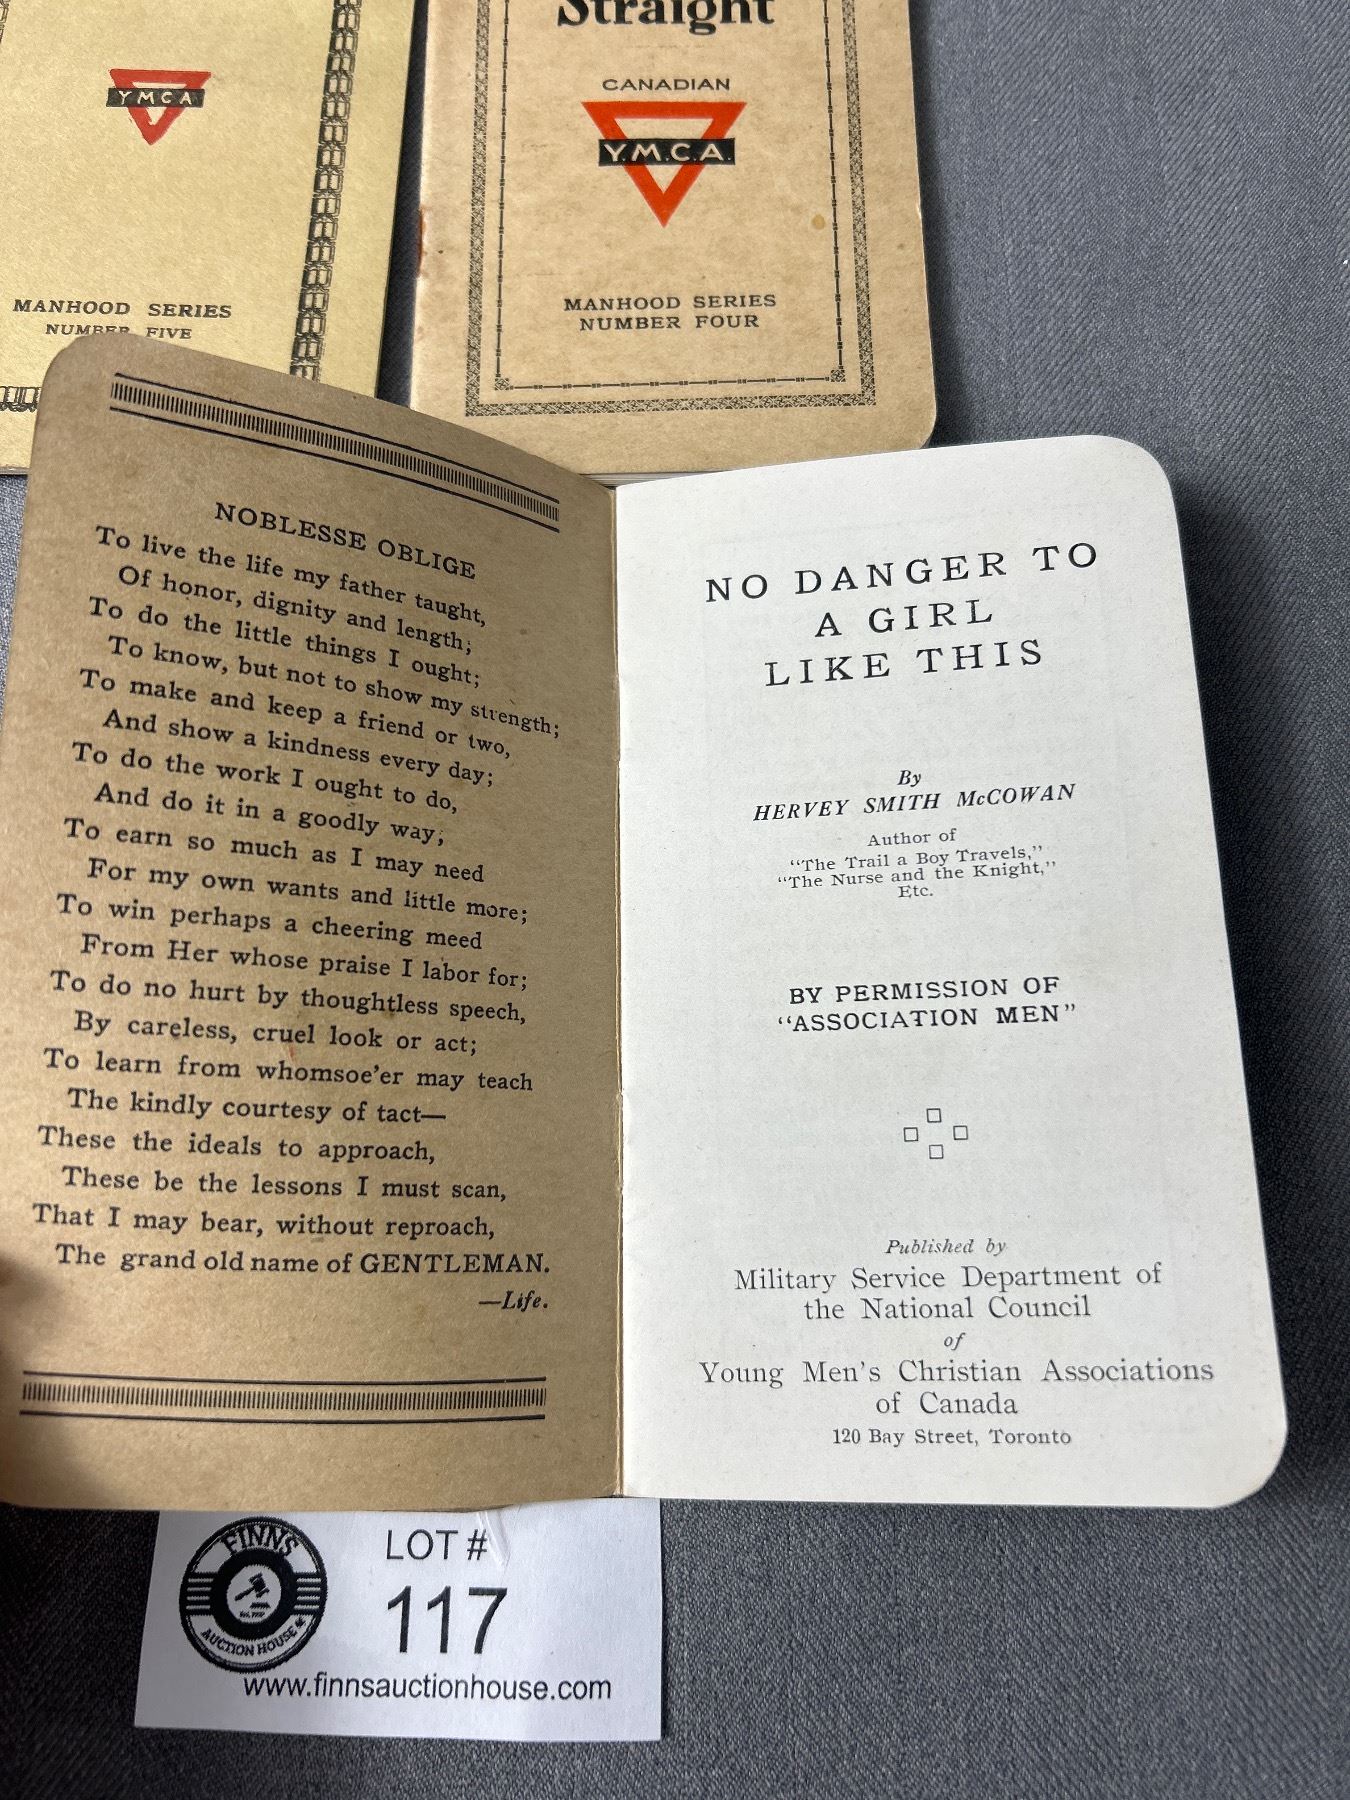 YMCA
MANHOOD SERIES
NUMBER FIVE
Straight
CANADIAN
Y.M.C.A.
MANHOOD SERIES
NUMBER FOUR
NOBLESSE OBLIGE
To live the life my father taught,
Of honor, dignity and length;
To do the little things I ought;
To know, but not to show my strength;
To make and keep a friend or two,
And show a kindness every day;
To do the work I ought to do,
And do it in a goodly way;
To earn so much as I may need
For my own wants and little more;
To win perhaps a cheering meed
From Her whose praise I labor for;
To do no hurt by thoughtless speech,
By careless, cruel look or act;
To learn from whomsoe'er may teach
The kindly courtesy of tact—
These the ideals to approach,
These be the lessons I must scan,
That I may bear, without reproach,
The grand old name of GENTLEMAN.
—Life.
NO DANGER TO
A GIRL
LIKE THIS
By
HERVEY SMITH McCOWAN
Author of
"The Trail a Boy Travels,"
"The Nurse and the Knight,"
Etc.
BY PERMISSION OF
"ASSOCIATION MEN"
Published by
Military Service Department of
the National Council
of
Young Men's Christian Associations
of Canada
120 Bay Street, Toronto
FINNS
AUCTION HOUSE
LOT #
117
www.finnsauctionhouse.com